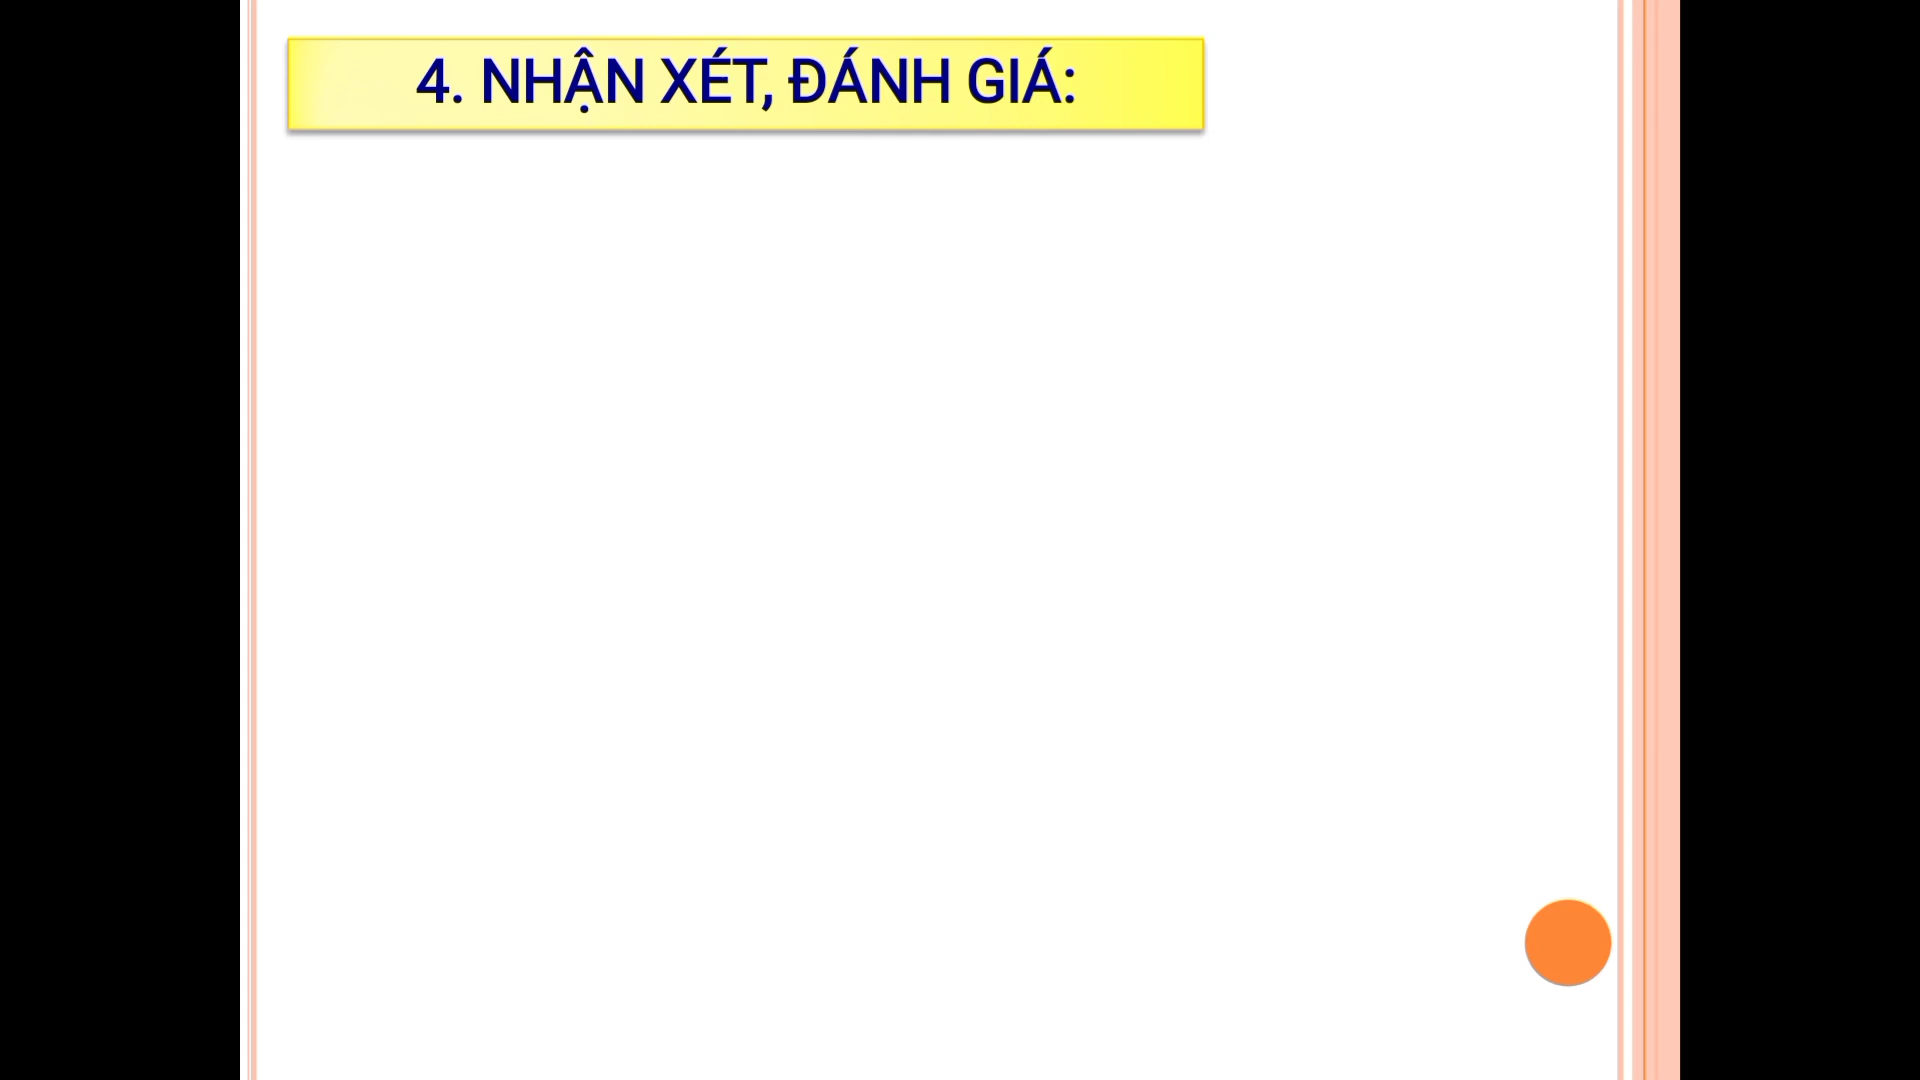 4. NHẬN XÉT, ĐÁNH GIÁ: